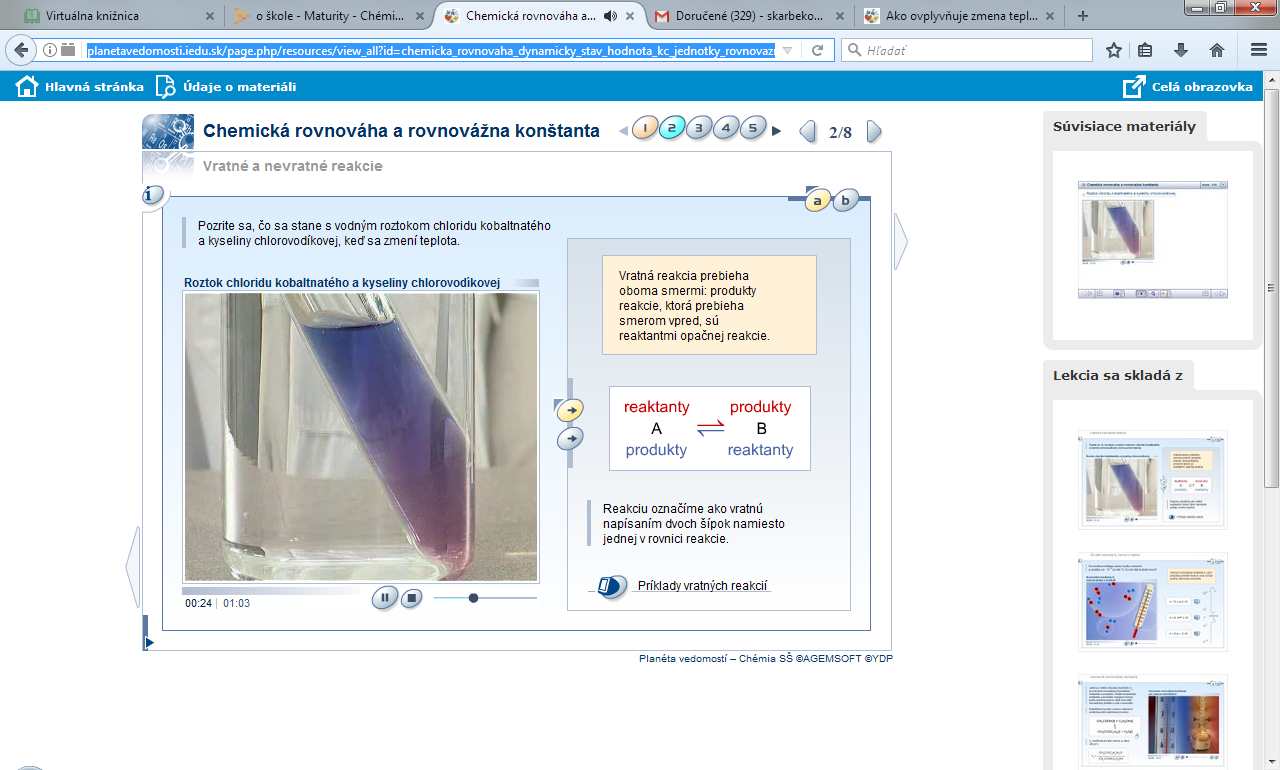 Virtuálna knižnica
o škole - Maturity - Chémi...
Chemická rovnováha a...
Doručené (629) - skarbeko...
Ako ovplyvňuje zmena tepl...
planetavedomosti.iedu.sk/page.php/resources/view_all?id=chemicka_rovnovaha_dynamicky_stav_hodnota_kc_jednotky_rovnovazn
Hľadať
Hlavná stránka
Údaje o materiáli
Celá obrazovka
Chemická rovnováha a rovnovážna konštanta
1 2 3 4 5
2/8
Vratné a nevratné reakcie
i
a b
Pozrite sa, čo sa stane s vodným roztokom chloridu kobaltnatého
a kyseliny chlorovodíkovej, keď sa zmení teplota.
Roztok chloridu kobaltnatého a kyseliny chlorovodíkovej
00:24 | 01:03
Vratná reakcia prebieha
oboma smermi: produkty
reakcie, ktorá prebieha
smerom vpred, sú
reaktantmi opačnej reakcie.
reaktanty produkty
A ⇌ B
produkty reaktanty
Reakciu označíme ako vratnú
napísaním dvoch šípok namiesto
jednej v rovnici reakcie.
Príklady vratných reakcií
Planéta vedomostí – Chémia SŠ ©AGEMSOFT ©YDP
Súvisiace materiály
Lekcia sa skladá z